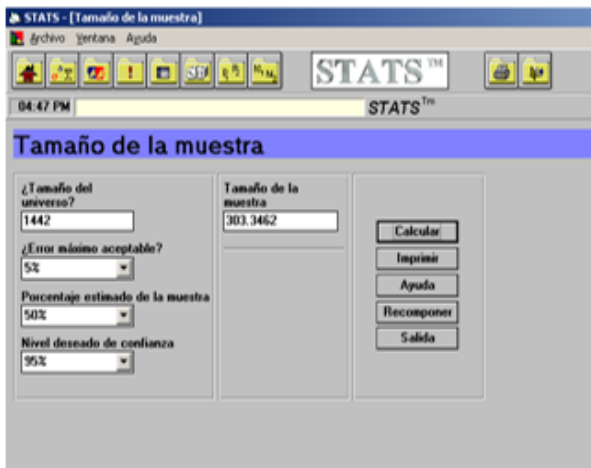 STATS - [Tamaño de la muestra]
Archivo Ventana Ayuda
STATS™
04:47 PM
STATS™
Tamaño de la muestra
¿Tamaño del
universo?
1442
¿Error máximo aceptable?
5%
Porcentaje estimado de la muestra
50%
Nivel deseado de confianza
95%
Tamaño de la
muestra
303.3462
Calcular
Imprimir
Ayuda
Recomponer
Salida